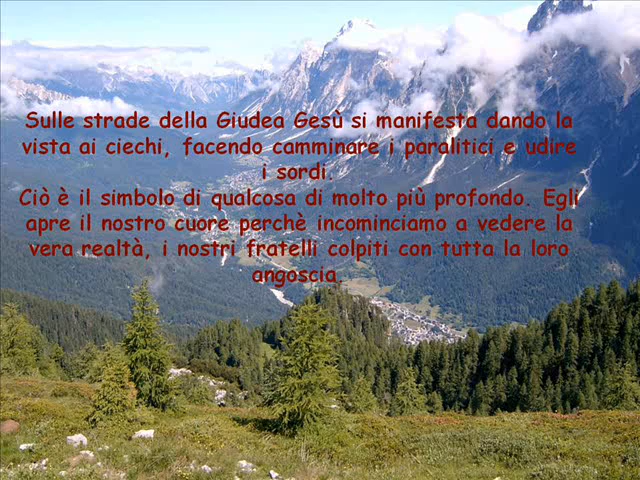 Sulle strade della Giudea Gesù si manifesta dando la
vista ai ciechi, facendo camminare i paralitici e udire
i sordi.
Ciò è il simbolo di qualcosa di molto più profondo. Egli
apre il nostro cuore perchè incominciamo a vedere la
vera realtà, i nostri fratelli colpiti con tutta la loro
angoscia.